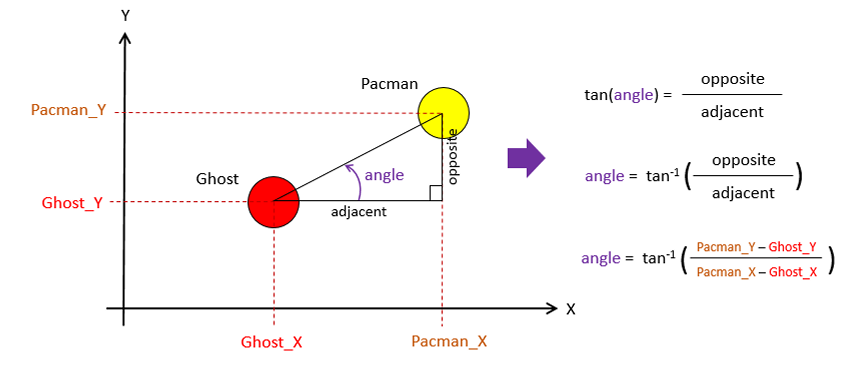 Y
Pacman
Pacman_Y
opposite
Ghost
angle
Ghost_Y
adjacent
X
Ghost_X
Pacman_X
tan(angle) = opposite / adjacent
angle = tan⁻¹ ( opposite / adjacent )
angle = tan⁻¹ ( Pacman_Y – Ghost_Y / Pacman_X – Ghost_X )